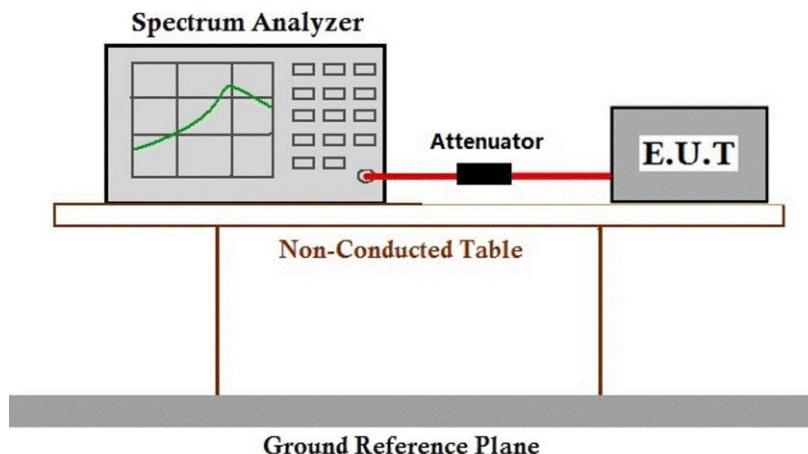 Spectrum Analyzer
Attenuator
E.U.T
Non-Conducted Table
Ground Reference Plane